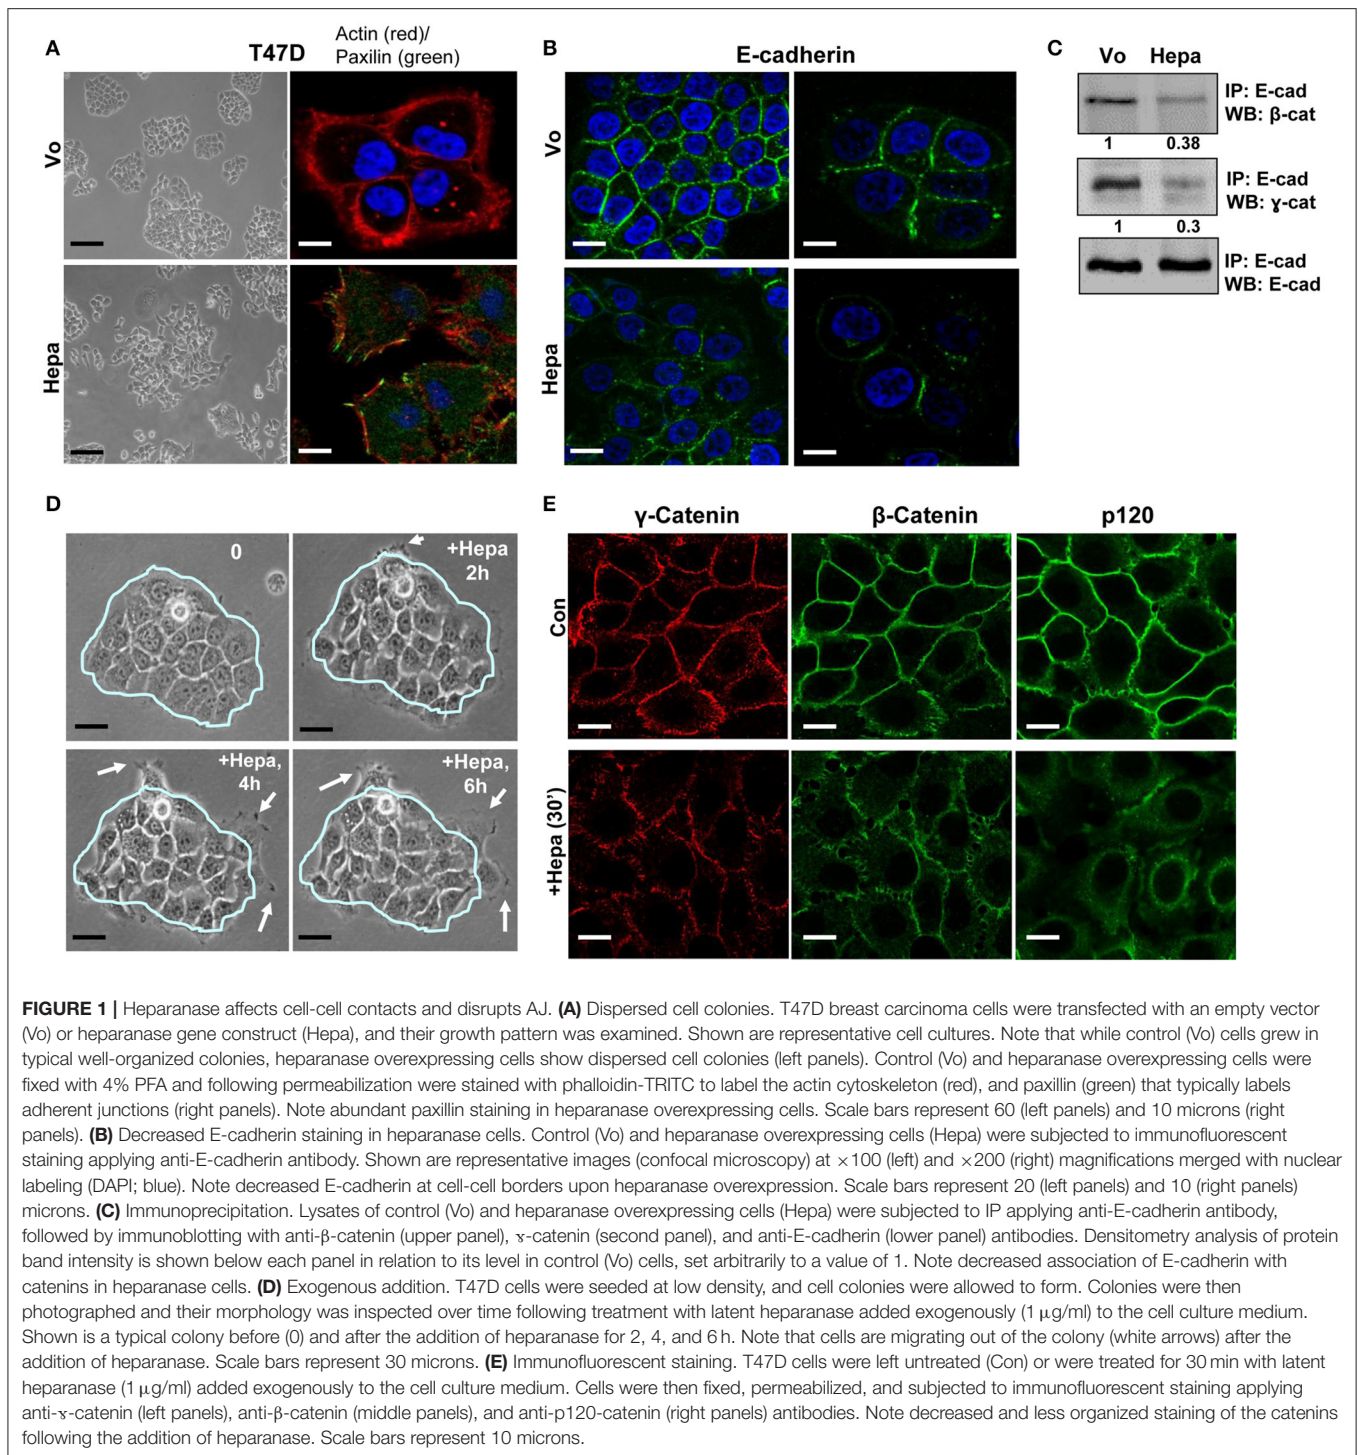 A
T47D
Actin (red)/
Paxilin (green)
Vo
Hepa
B
E-cadherin
Vo
Hepa
C
Vo Hepa
IP: E-cad
WB: β-cat
1 0.38
IP: E-cad
WB: ɣ-cat
1 0.3
IP: E-cad
WB: E-cad
D
0
+Hepa
2h
+Hepa,
4h
+Hepa,
6h
E
γ-Catenin β-Catenin p120
Con
+Hepa (30')
FIGURE 1 | Heparanase affects cell-cell contacts and disrupts AJ. (A) Dispersed cell colonies. T47D breast carcinoma cells were transfected with an empty vector
(Vo) or heparanase gene construct (Hepa), and their growth pattern was examined. Shown are representative cell cultures. Note that while control (Vo) cells grew in
typical well-organized colonies, heparanase overexpressing cells show dispersed cell colonies (left panels). Control (Vo) and heparanase overexpressing cells were
fixed with 4% PFA and following permeabilization were stained with phalloidin-TRITC to label the actin cytoskeleton (red), and paxillin (green) that typically labels
adherent junctions (right panels). Note abundant paxillin staining in heparanase overexpressing cells. Scale bars represent 60 (left panels) and 10 microns (right
panels). (B) Decreased E-cadherin staining in heparanase cells. Control (Vo) and heparanase overexpressing cells (Hepa) were subjected to immunofluorescent
staining applying anti-E-cadherin antibody. Shown are representative images (confocal microscopy) at ×100 (left) and ×200 (right) magnifications merged with nuclear
labeling (DAPI; blue). Note decreased E-cadherin at cell-cell borders upon heparanase overexpression. Scale bars represent 20 (left panels) and 10 (right panels)
microns. (C) Immunoprecipitation. Lysates of control (Vo) and heparanase overexpressing cells (Hepa) were subjected to IP applying anti-E-cadherin antibody,
followed by immunoblotting with anti-β-catenin (upper panel), ɤ-catenin (second panel), and anti-E-cadherin (lower panel) antibodies. Densitometry analysis of protein
band intensity is shown below each panel in relation to its level in control (Vo) cells, set arbitrarily to a value of 1. Note decreased association of E-cadherin with
catenins in heparanase cells. (D) Exogenous addition. T47D cells were seeded at low density, and cell colonies were allowed to form. Colonies were then
photographed and their morphology was inspected over time following treatment with latent heparanase added exogenously (1 μg/ml) to the cell culture medium.
Shown is a typical colony before (0) and after the addition of heparanase for 2, 4, and 6 h. Note that cells are migrating out of the colony (white arrows) after the
addition of heparanase. Scale bars represent 30 microns. (E) Immunofluorescent staining. T47D cells were left untreated (Con) or were treated for 30 min with latent
heparanase (1 μg/ml) added exogenously to the cell culture medium. Cells were then fixed, permeabilized, and subjected to immunofluorescent staining applying
anti-ɤ-catenin (left panels), anti-β-catenin (middle panels), and anti-p120-catenin (right panels) antibodies. Note decreased and less organized staining of the catenins
following the addition of heparanase. Scale bars represent 10 microns.